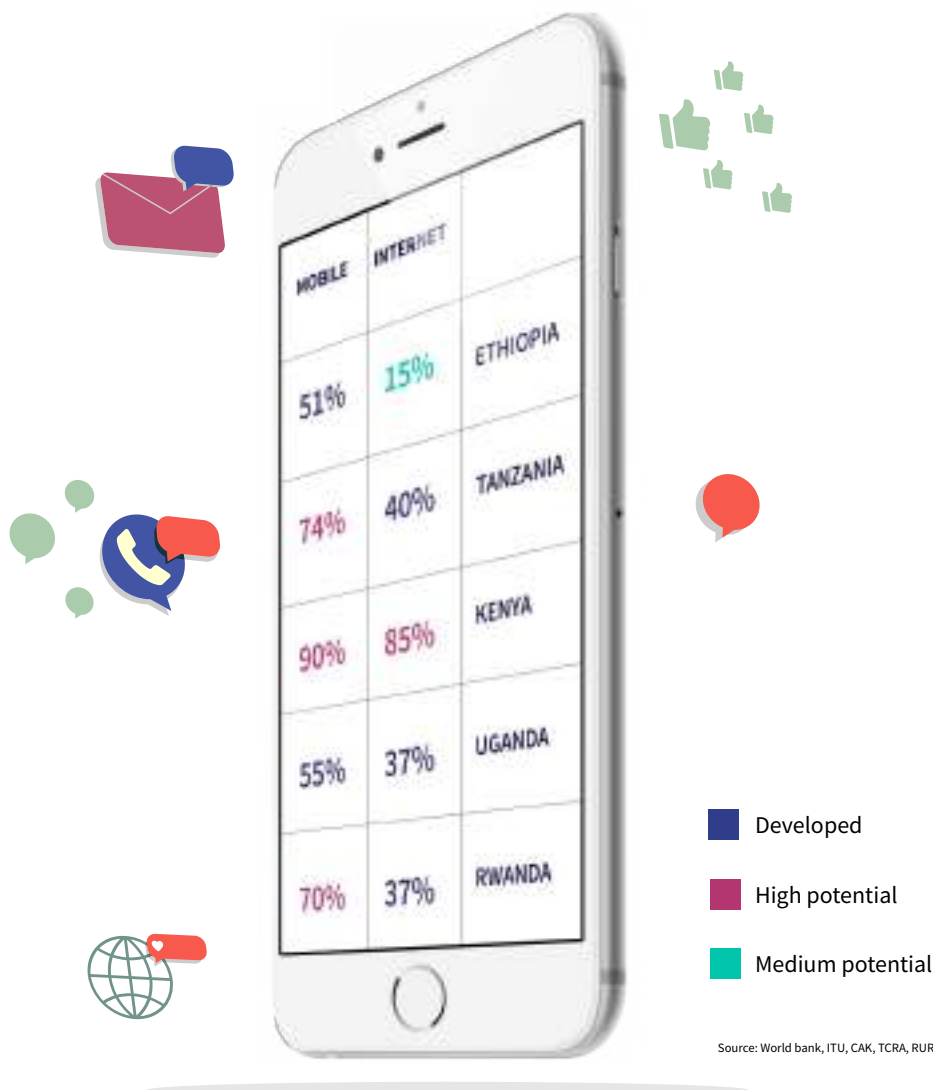 MOBILE INTERNET
51% 15% ETHIOPIA
74% 40% TANZANIA
90% 85% KENYA
55% 37% UGANDA
70% 37% RWANDA
Developed
High potential
Medium potential
Source: World bank, ITU, CAK, TCRA, RUR